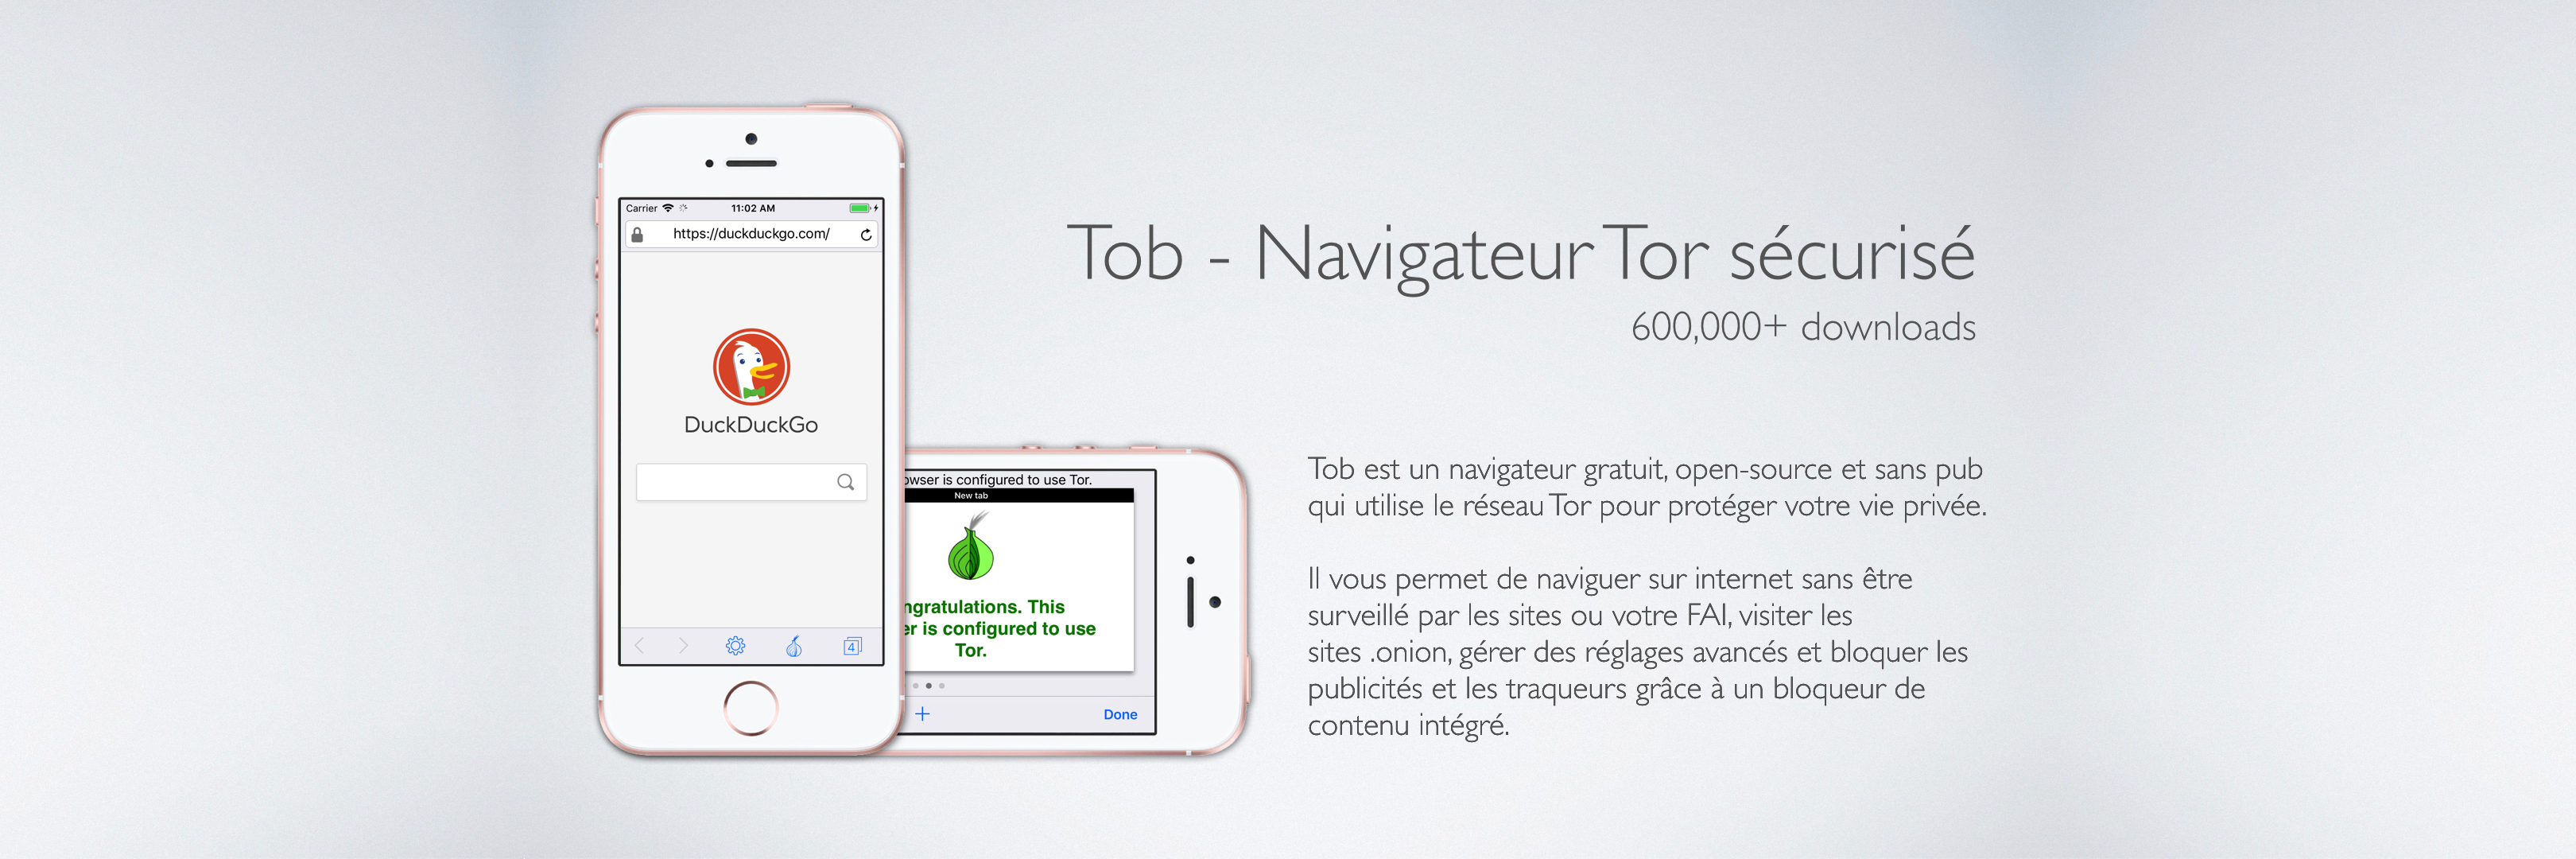 Carrier 11:02 AM
https://duckduckgo.com/
DuckDuckGo
4
Tob - Navigateur Tor sécurisé
600,000+ downloads
is configured to use Tor.
New tab
This
is configured to use
Tor.
+ Done
Tob est un navigateur gratuit, open-source et sans pub
qui utilise le réseau Tor pour protéger votre vie privée.
Il vous permet de naviguer sur internet sans être
surveillé par les sites ou votre FAI, visiter les
sites .onion, gérer des réglages avancés et bloquer les
publicités et les traqueurs grâce à un bloqueur de
contenu intégré.